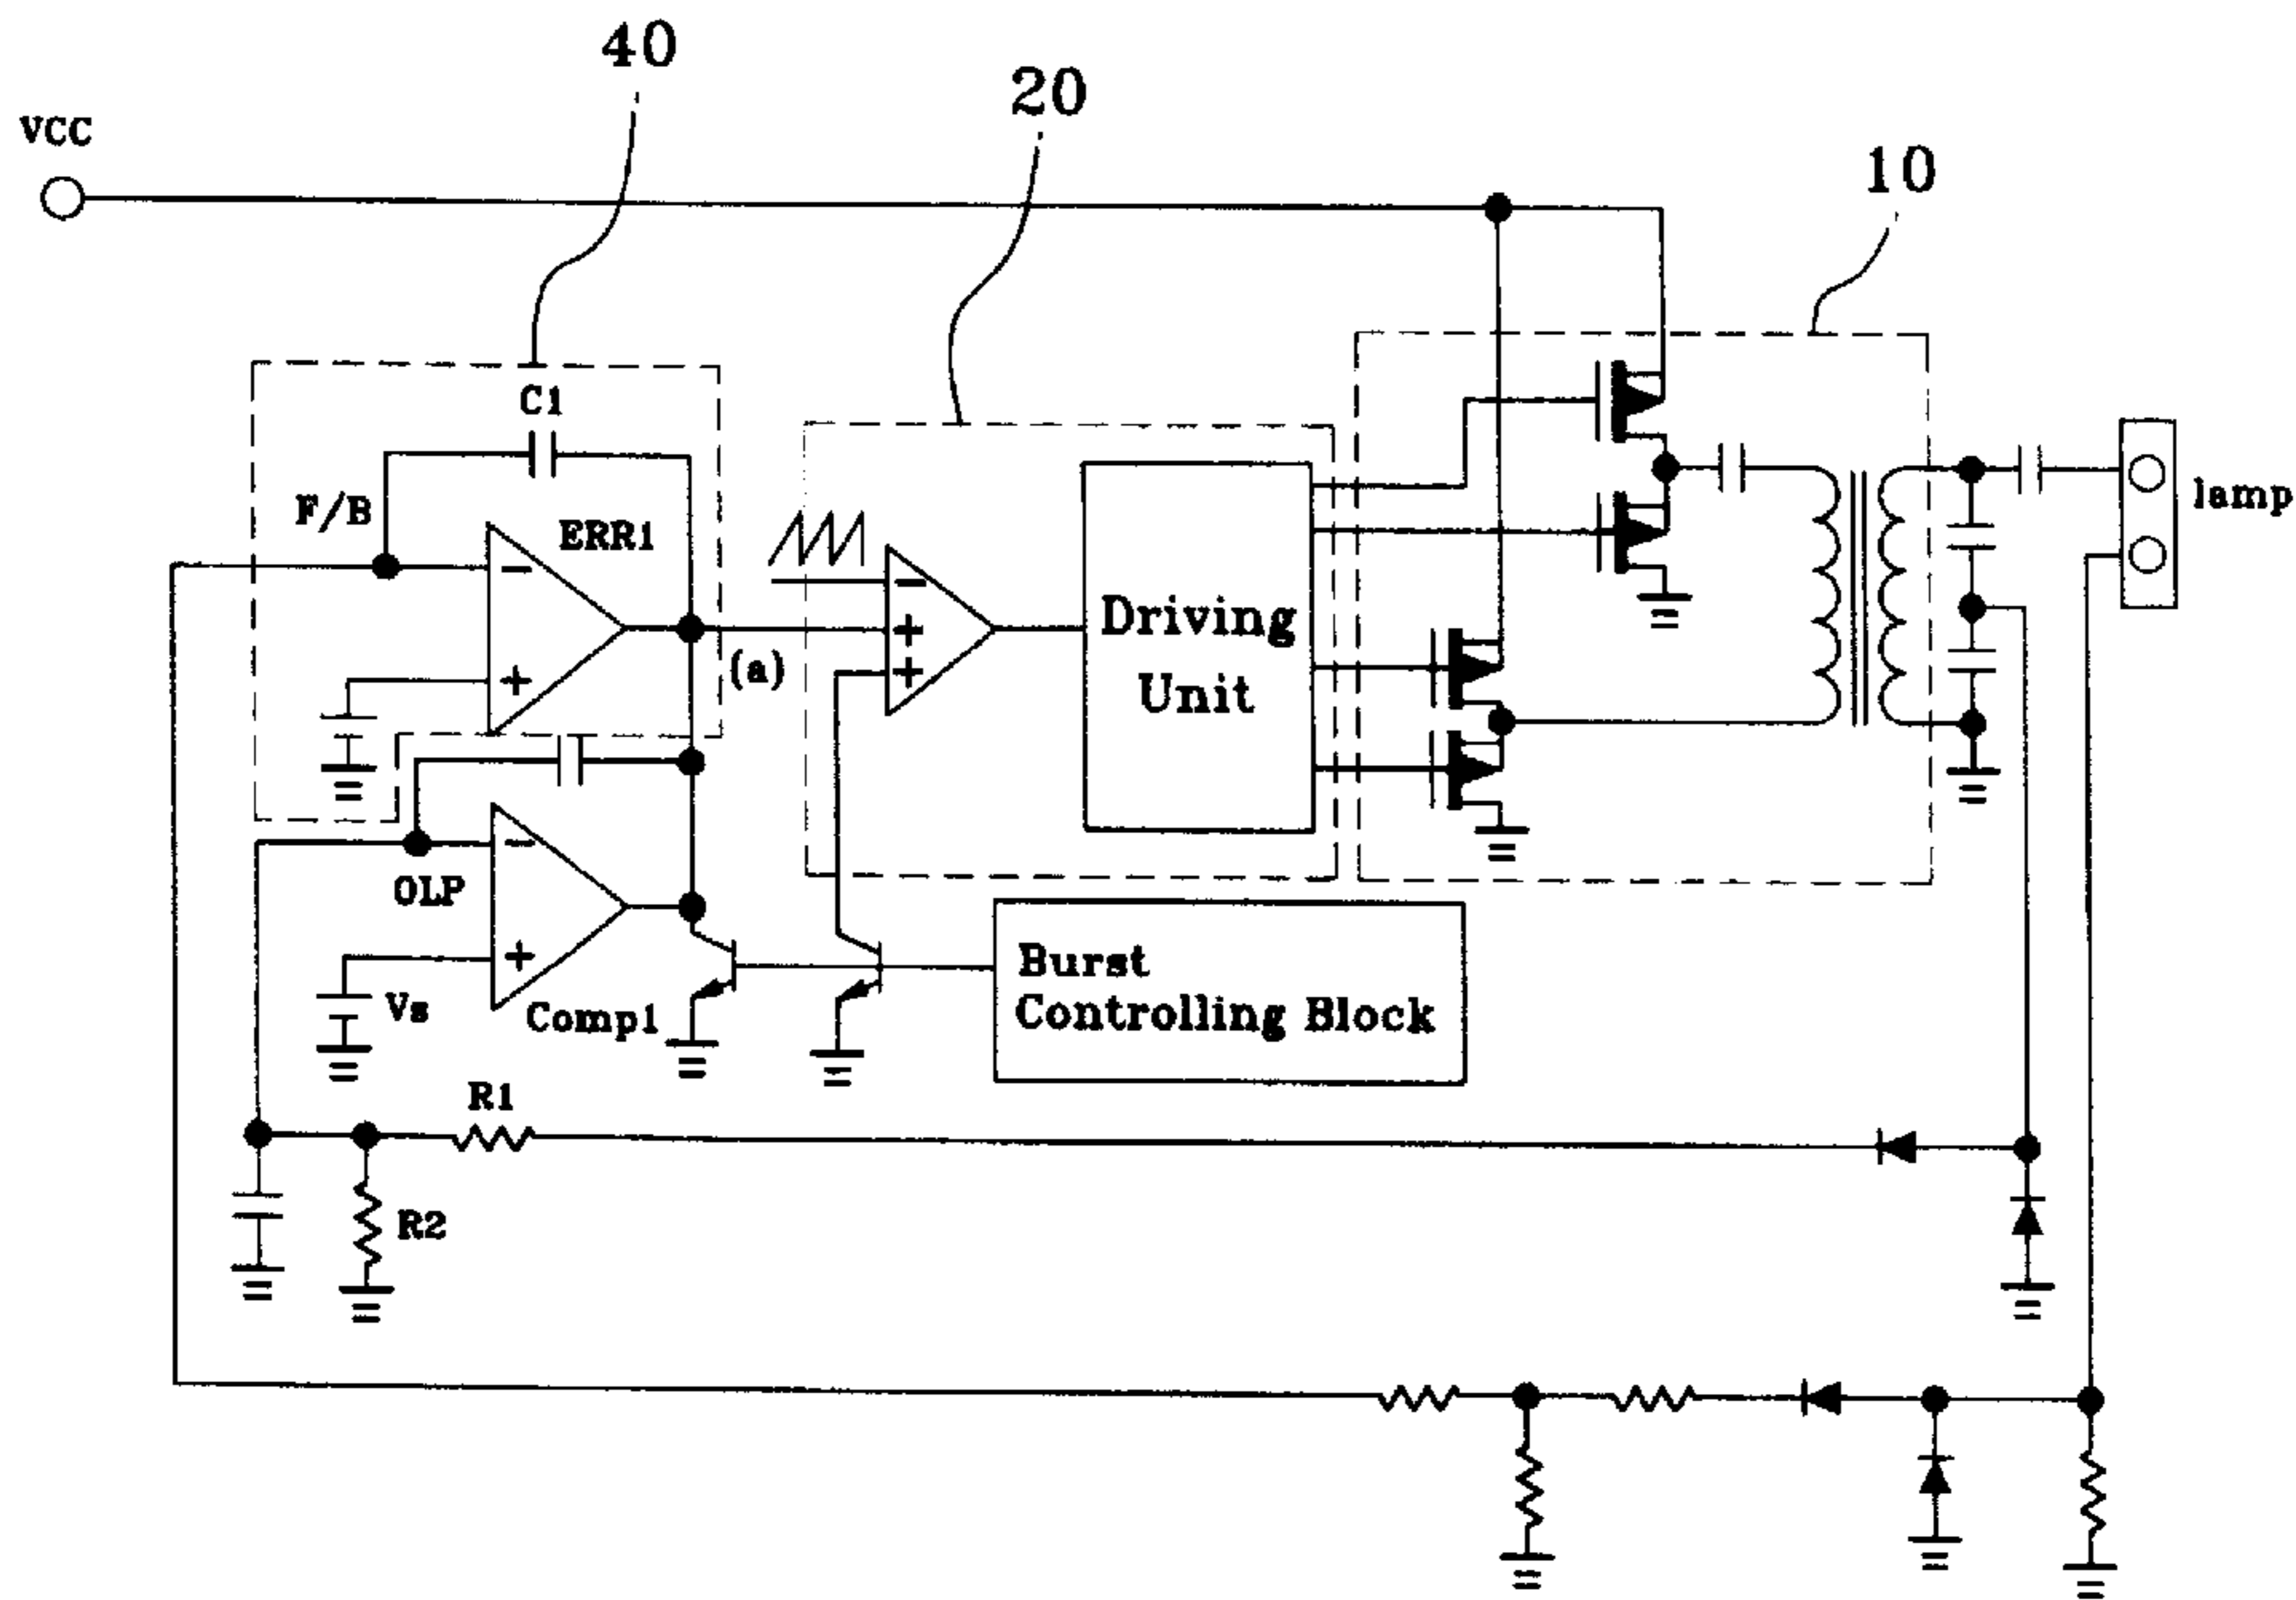 40
20
VCC
10
C1
F/B
ERR1
lamp
−
−
+
Driving
Unit
(a)
+
+
−
OLP
+
Vs
Comp1
Burst
Controlling Block
R1
R2